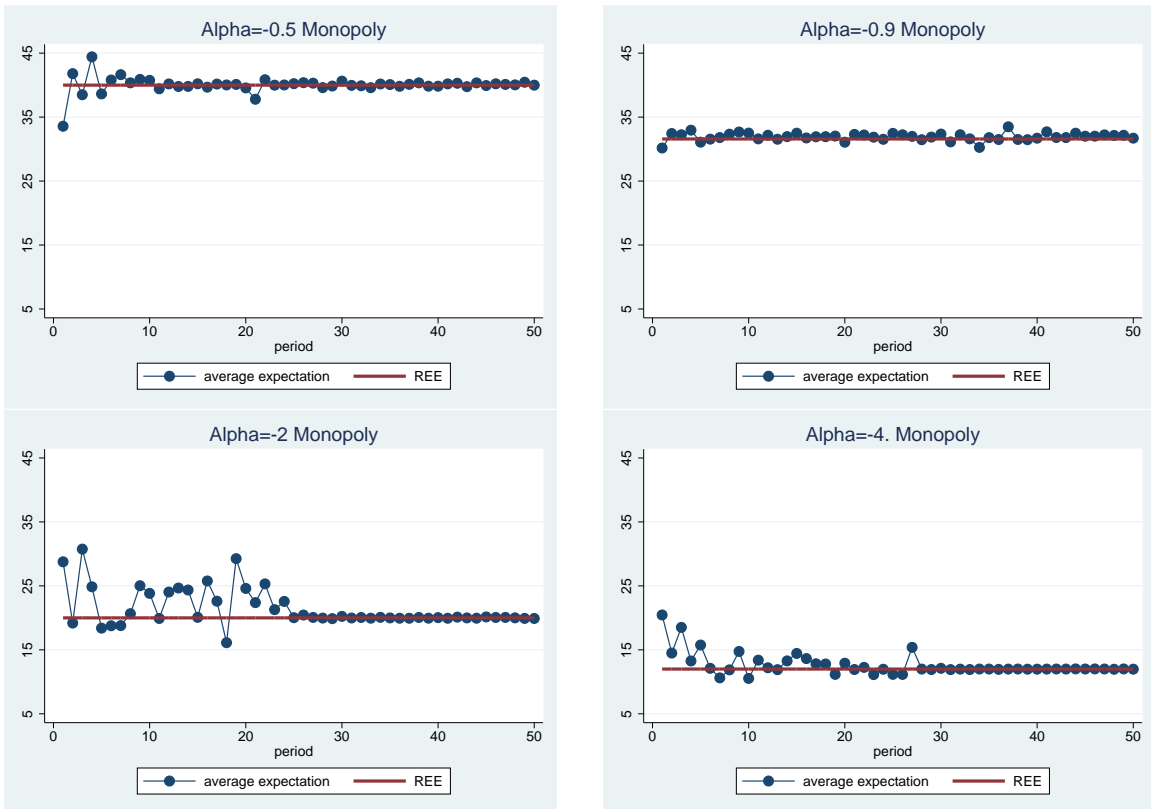 Alpha=-0.5 Monopoly
45
35
25
15
5
0 10 20 30 40 50
period
average expectation REE
Alpha=-0.9 Monopoly
45
35
25
15
5
0 10 20 30 40 50
period
average expectation REE
Alpha=-2 Monopoly
45
35
25
15
5
0 10 20 30 40 50
period
average expectation REE
Alpha=-4. Monopoly
45
35
25
15
5
0 10 20 30 40 50
period
average expectation REE